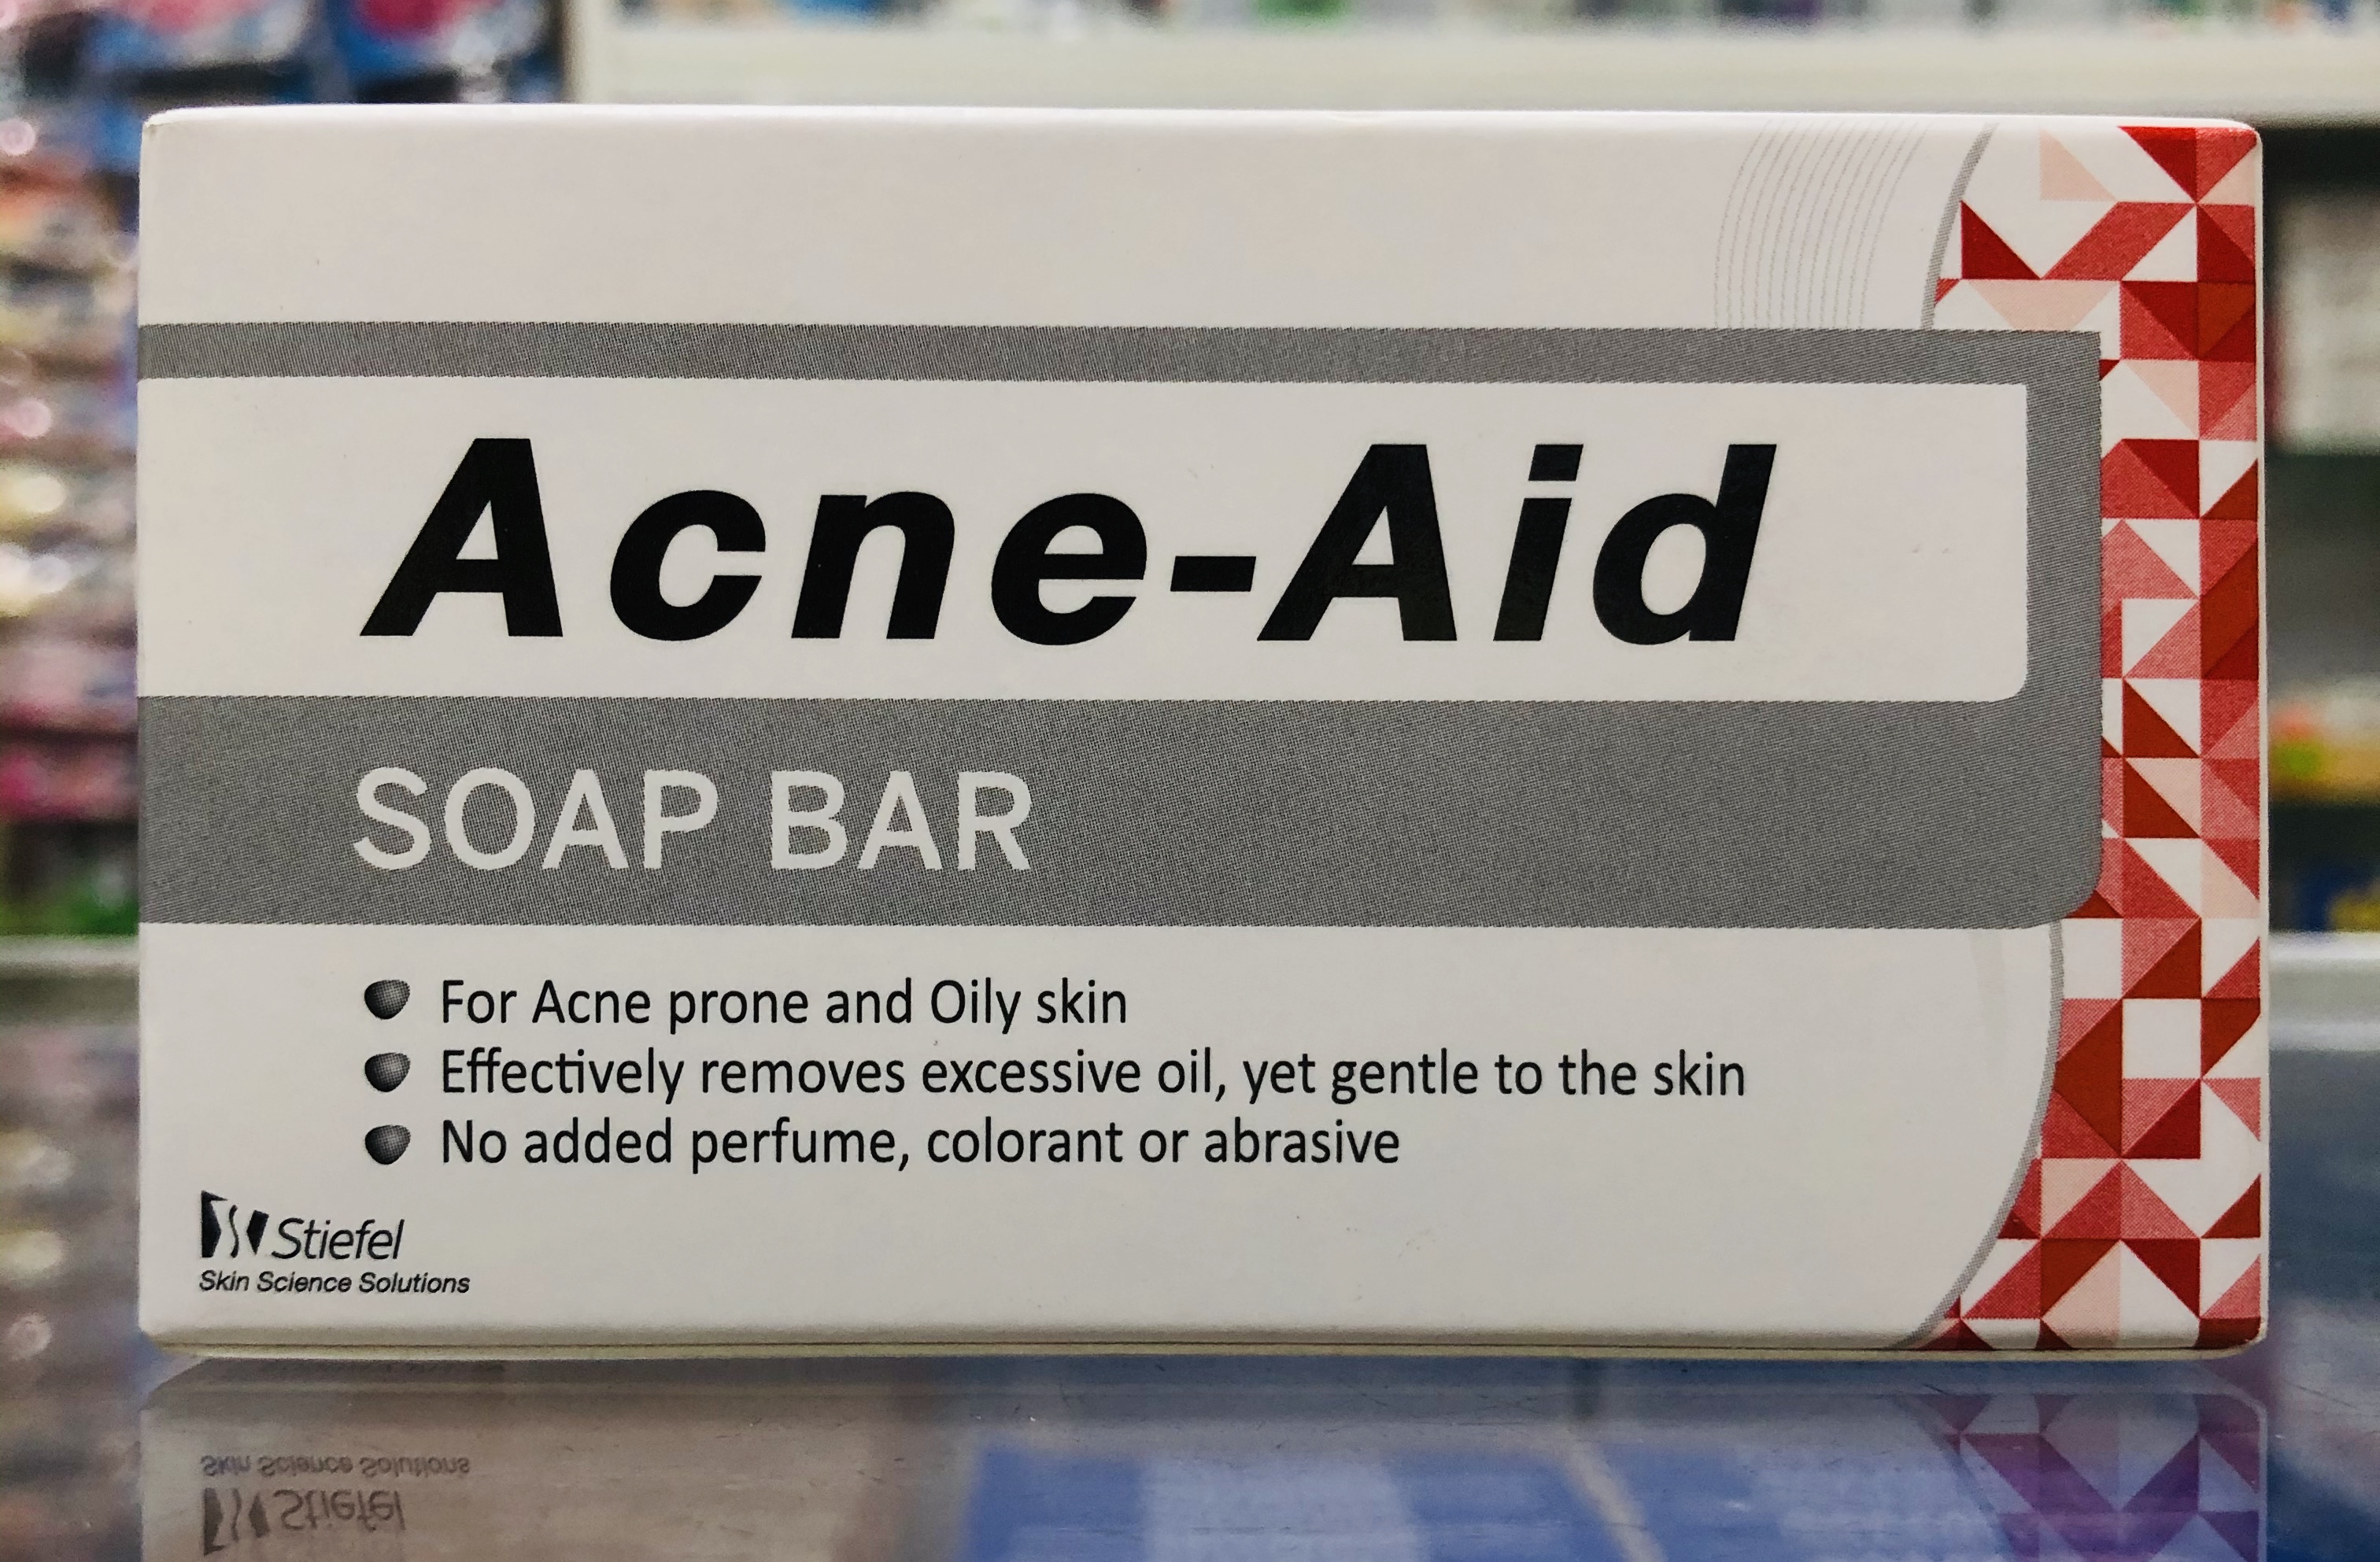 Acne-Aid
SOAP BAR
For Acne prone and Oily skin
Effectively removes excessive oil, yet gentle to the skin
No added perfume, colorant or abrasive
Stiefel
Skin Science Solutions